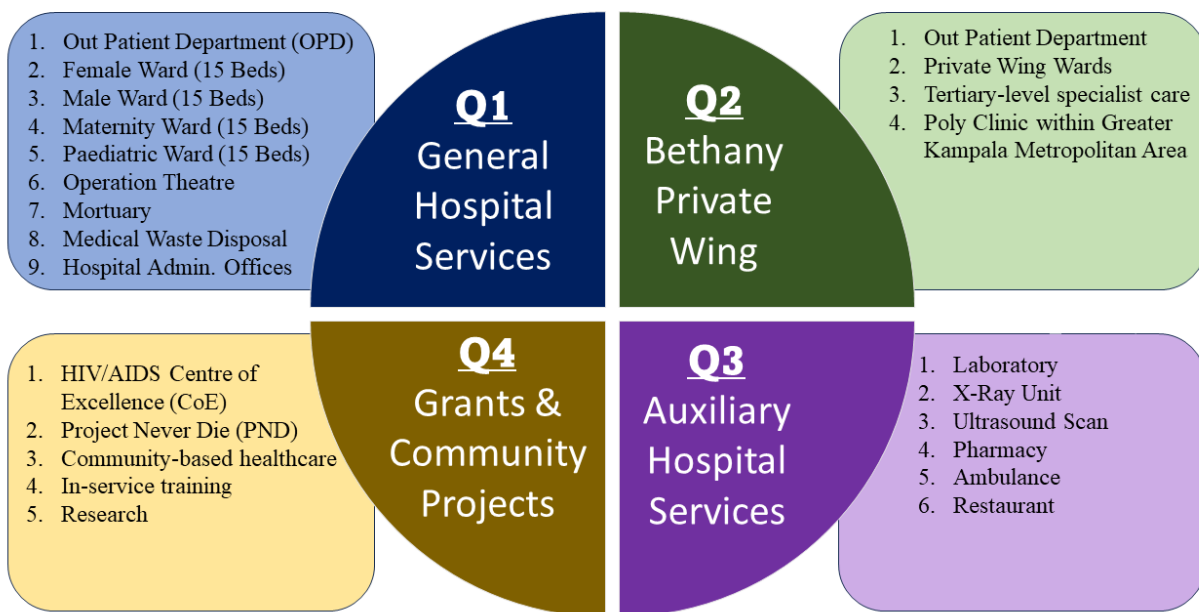 1. Out Patient Department (OPD)
2. Female Ward (15 Beds)
3. Male Ward (15 Beds)
4. Maternity Ward (15 Beds)
5. Paediatric Ward (15 Beds)
6. Operation Theatre
7. Mortuary
8. Medical Waste Disposal
9. Hospital Admin. Offices
Q1
General
Hospital
Services
Q2
Bethany
Private
Wing
1. Out Patient Department
2. Private Wing Wards
3. Tertiary-level specialist care
4. Poly Clinic within Greater
Kampala Metropolitan Area
1. HIV/AIDS Centre of
Excellence (CoE)
2. Project Never Die (PND)
3. Community-based healthcare
4. In-service training
5. Research
Q4
Grants &
Community
Projects
Q3
Auxiliary
Hospital
Services
1. Laboratory
2. X-Ray Unit
3. Ultrasound Scan
4. Pharmacy
5. Ambulance
6. Restaurant